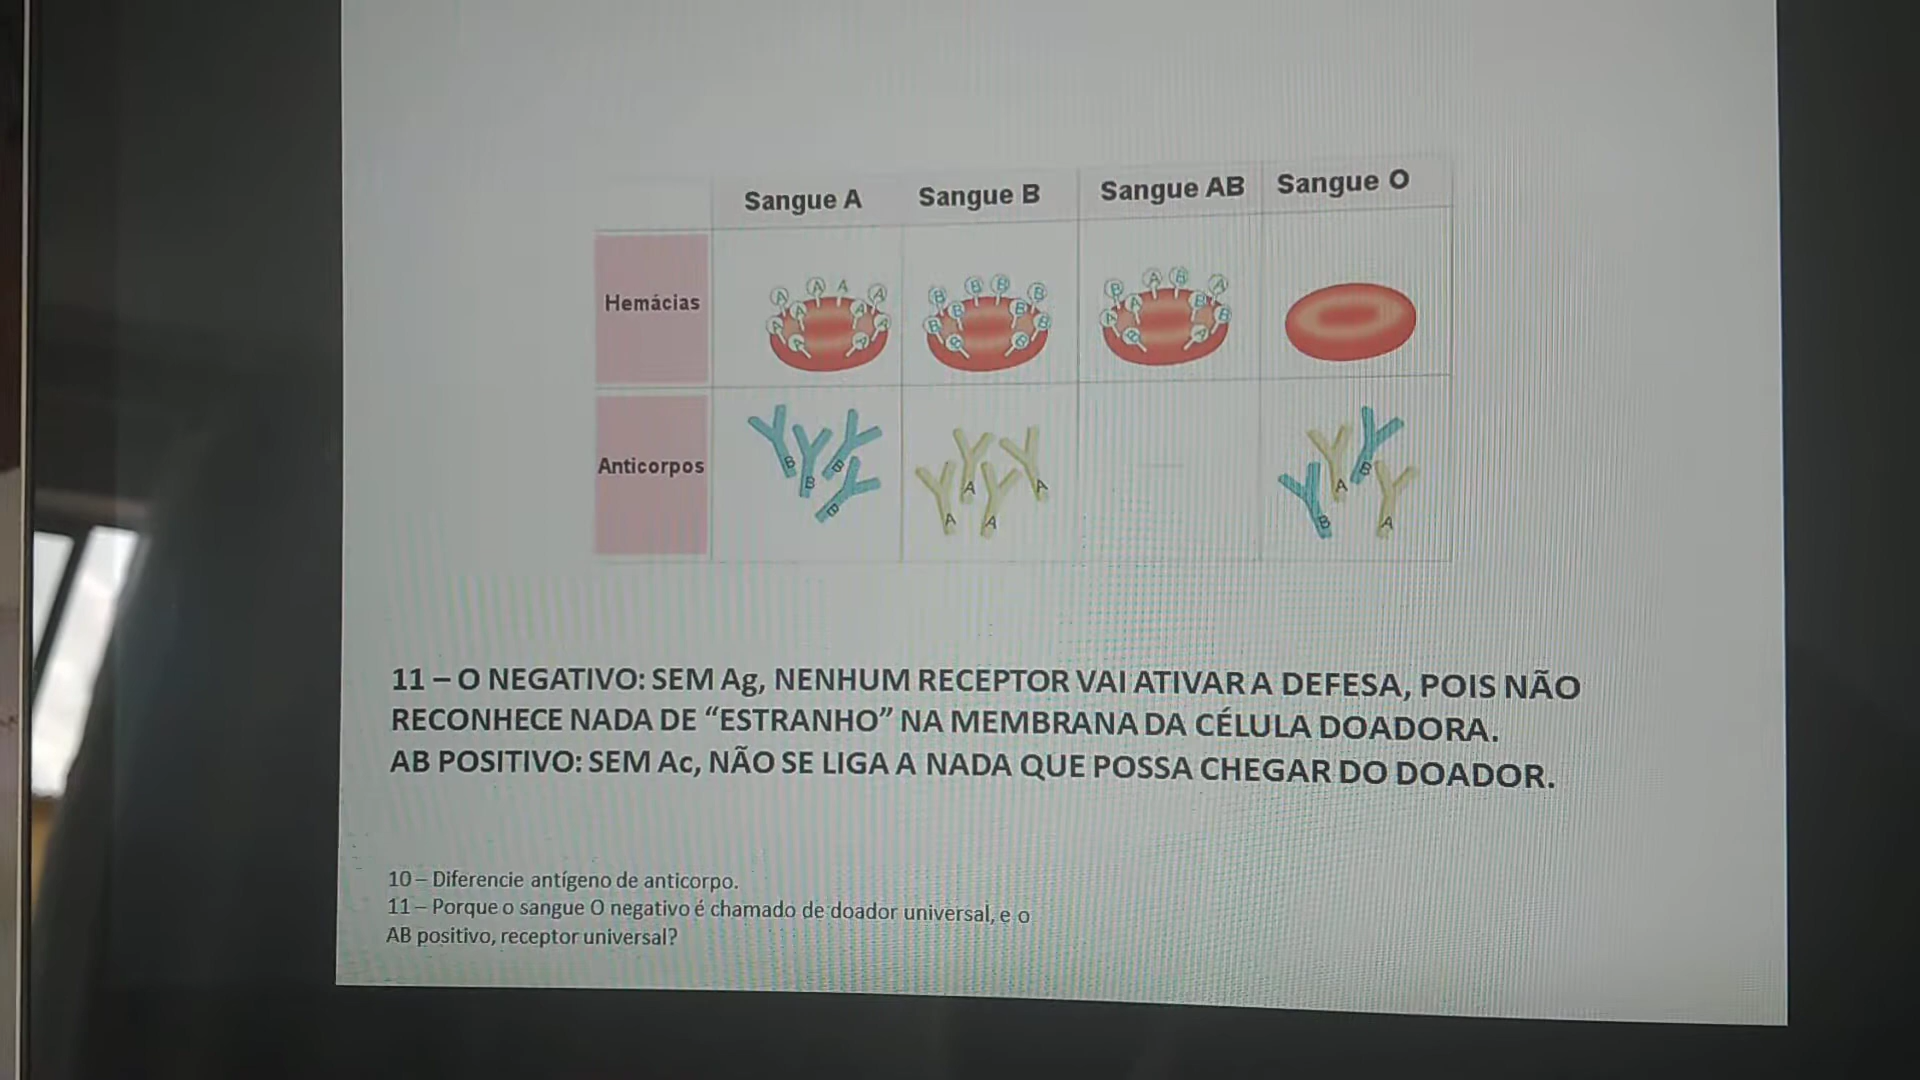 Sangue A Sangue B Sangue AB Sangue O
Hemácias
A A A A A A A A A A
B B B B B B B B B B
B A B A A B A B B A
Anticorpos
B B B B
A A A A
B A B A
11 – O NEGATIVO: SEM Ag, NENHUM RECEPTOR VAI ATIVAR A DEFESA, POIS NÃO
RECONHECE NADA DE “ESTRANHO” NA MEMBRANA DA CÉLULA DOADORA.
AB POSITIVO: SEM Ac, NÃO SE LIGA A NADA QUE POSSA CHEGAR DO DOADOR.
10 – Diferencie antígeno de anticorpo.
11 – Porque o sangue O negativo é chamado de doador universal, e o
AB positivo, receptor universal?